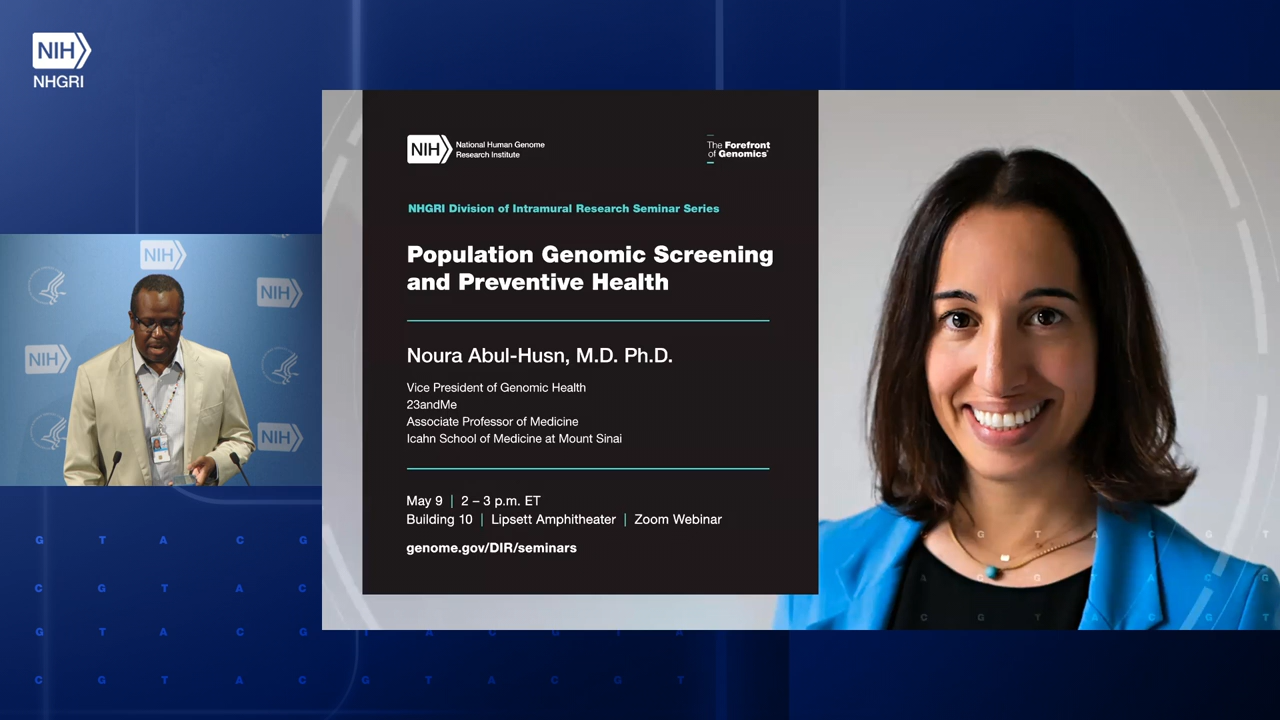 NIH
NHGRI
NIH
NIH
NIH
NIH
NIH National Human Genome
Research Institute
The Forefront
of Genomics
NHGRI Division of Intramural Research Seminar Series
Population Genomic Screening
and Preventive Health
Noura Abul-Husn, M.D. Ph.D.
Vice President of Genomic Health
23andMe
Associate Professor of Medicine
Icahn School of Medicine at Mount Sinai
May 9 | 2 – 3 p.m. ET
Building 10 | Lipsett Amphitheater | Zoom Webinar
genome.gov/DIR/seminars
G T A C G
C G T A C
G T A C G T A C G T A
C G T A C G T A C G T
G T A C G
A C G T A C G
C G T A C G